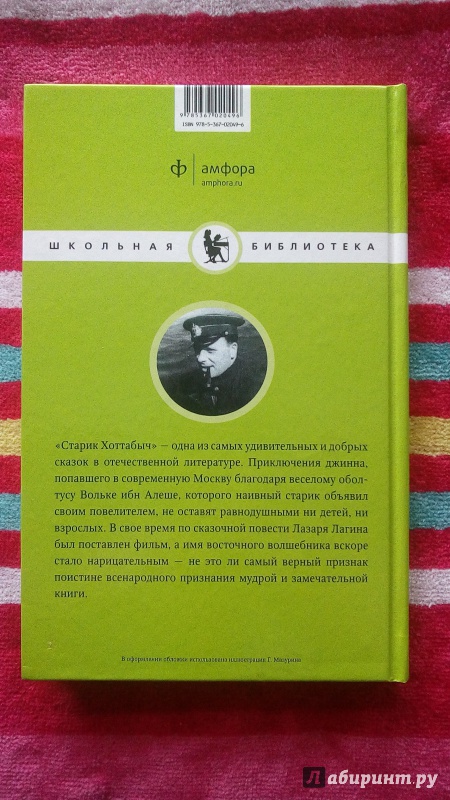 9785367020496
ISBN 978-5-367-02049-6
амфора
amphora.ru
ШКОЛЬНАЯ БИБЛИОТЕКА
«Старик Хоттабыч» — одна из самых удивительных и добрых
сказок в отечественной литературе. Приключения джинна,
попавшего в современную Москву благодаря веселому обол-
тусу Вольке ибн Алеше, которого наивный старик объявил
своим повелителем, не оставят равнодушными ни детей, ни
взрослых. В свое время по сказочной повести Лазаря Лагина
был поставлен фильм, а имя восточного волшебника вскоре
стало нарицательным — не это ли самый верный признак
поистине всенародного признания мудрой и замечательной
книги.
В оформлении обложки использована иллюстрация Г. Мазурина
Лабиринт.ру